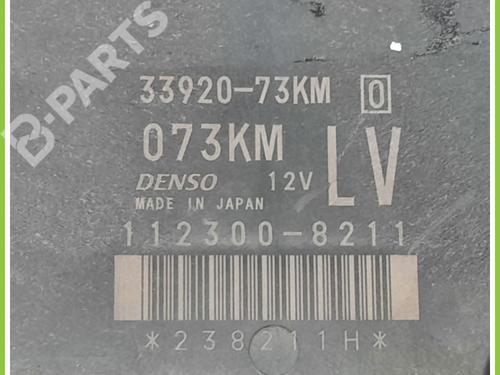 B-PARTS
33920-73KM 0
073KM LV
DENSO 12V
MADE IN JAPAN
112300-8211
*238211H*